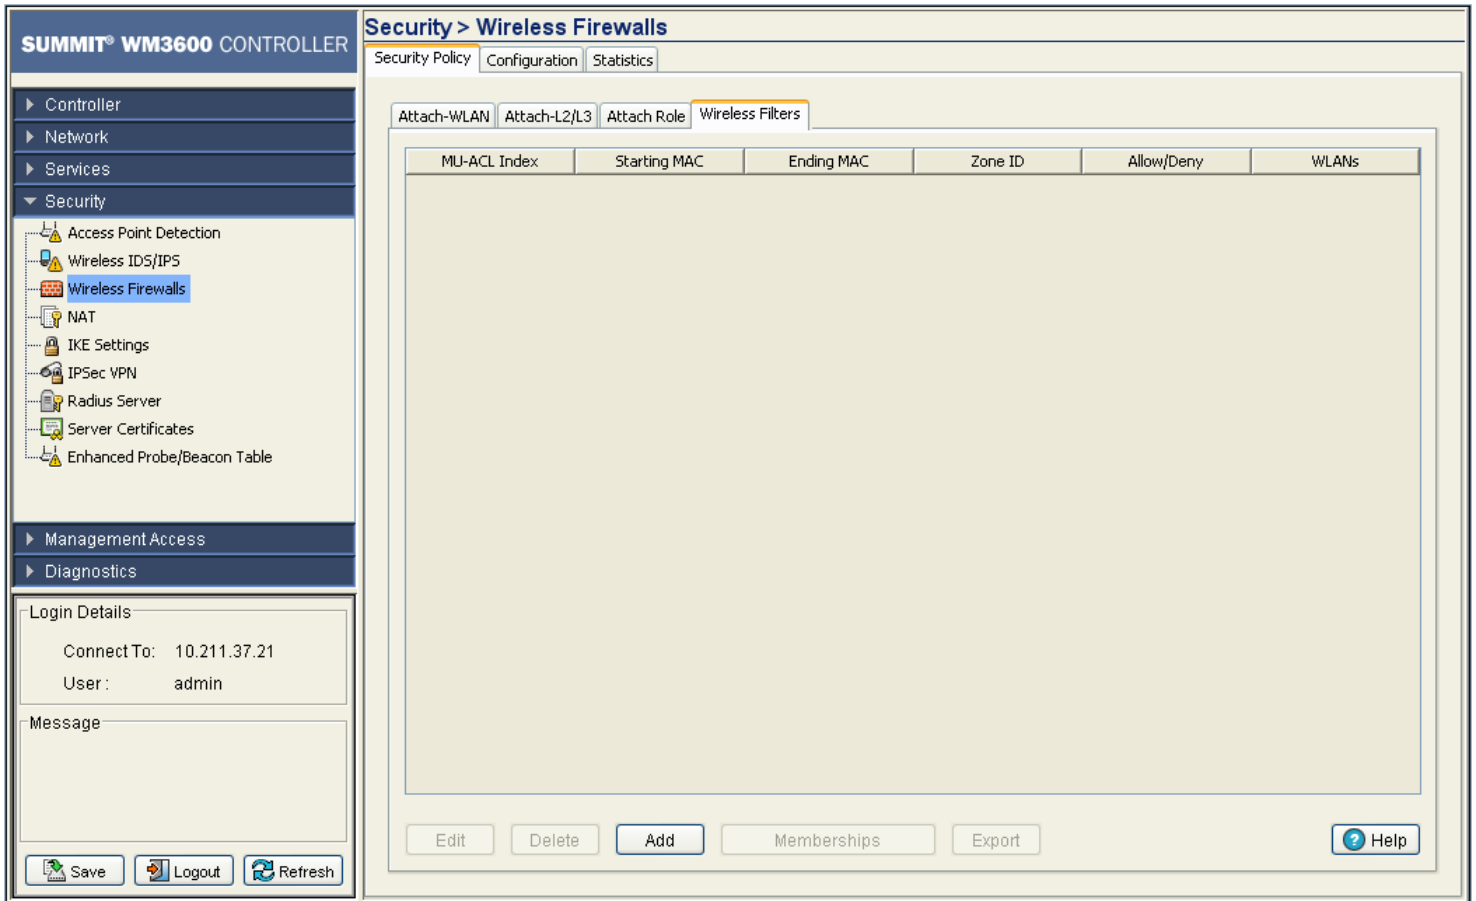 SUMMIT® WM3600 CONTROLLER
Security > Wireless Firewalls
Security Policy
Configuration
Statistics
Controller
Network
Services
Security
Access Point Detection
Wireless IDS/IPS
Wireless Firewalls
NAT
IKE Settings
IPSec VPN
Radius Server
Server Certificates
Enhanced Probe/Beacon Table
Management Access
Diagnostics
Login Details
Connect To: 10.211.37.21
User : admin
Message
Save
Logout
Refresh
Attach-WLAN
Attach-L2/L3
Attach Role
Wireless Filters
MU-ACL Index
Starting MAC
Ending MAC
Zone ID
Allow/Deny
WLANs
Edit
Delete
Add
Memberships
Export
? Help